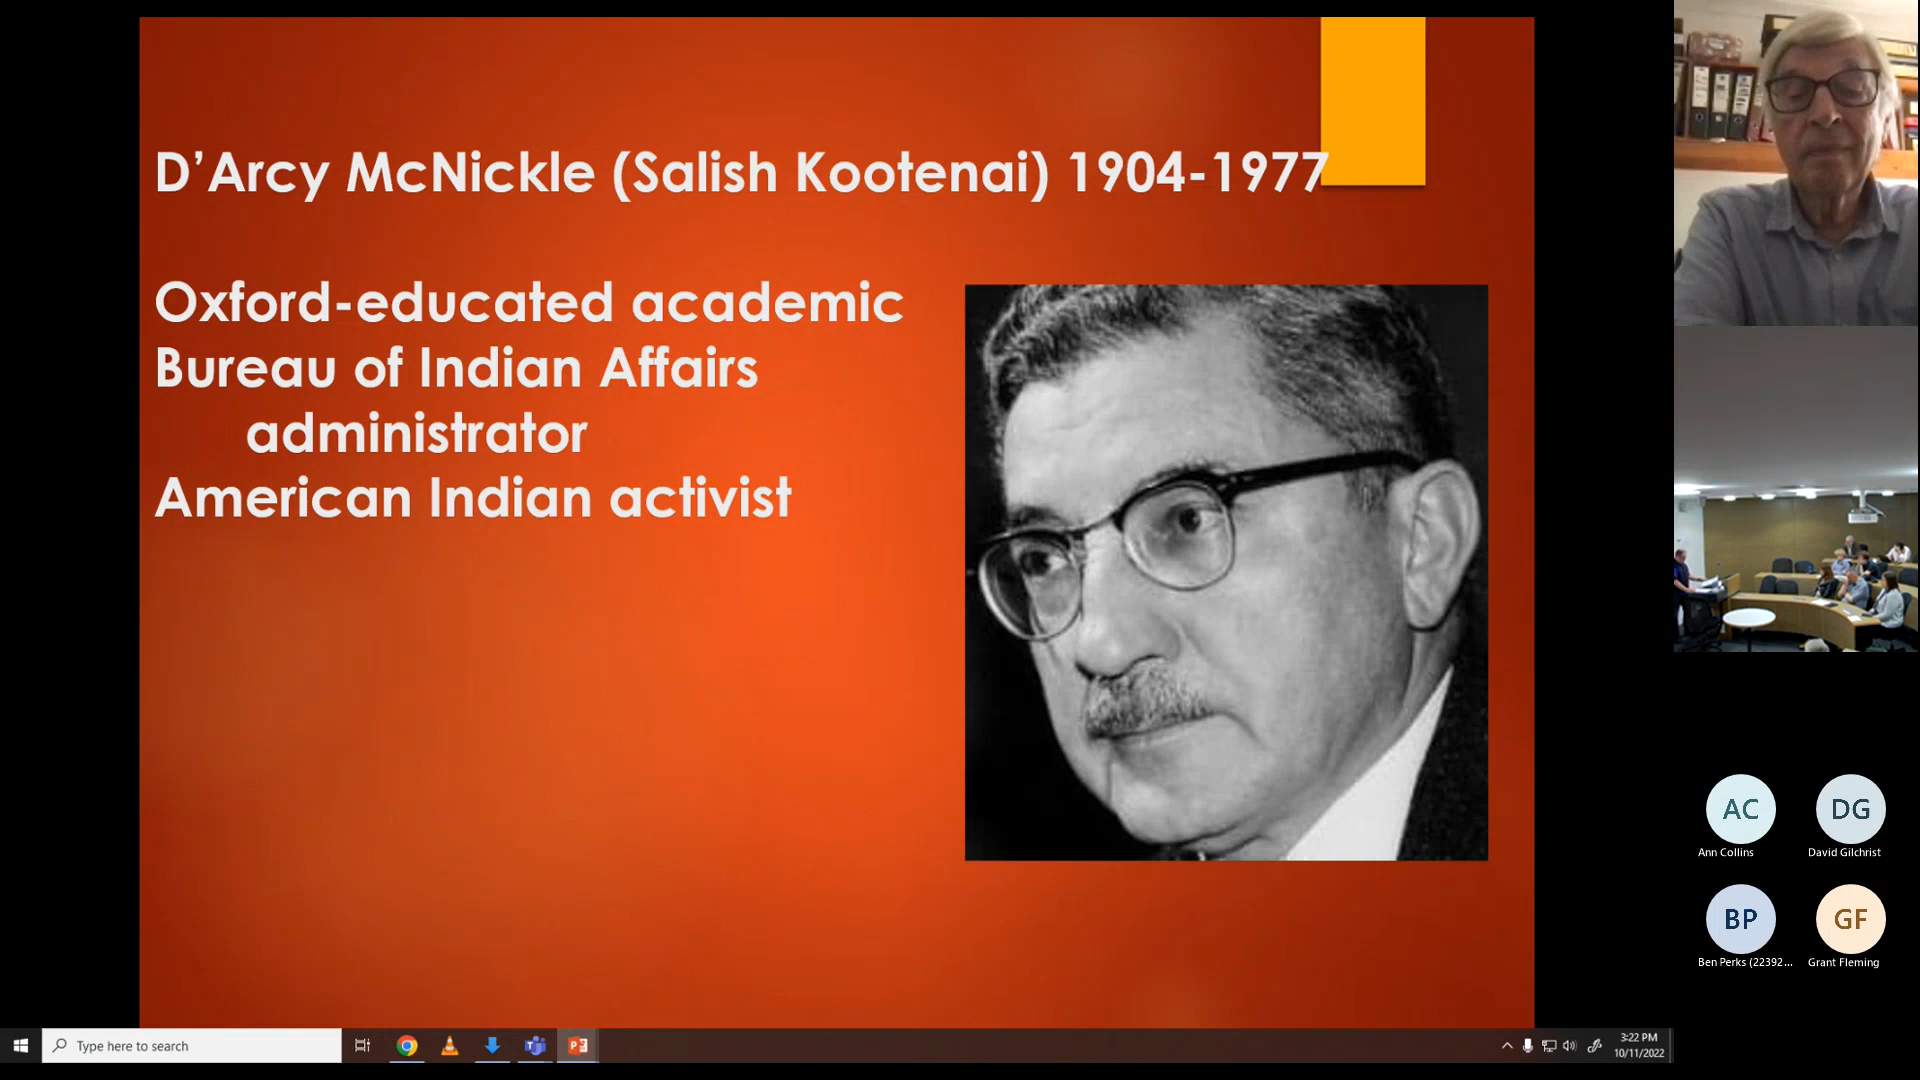 D’Arcy McNickle (Salish Kootenai) 1904-1977
Oxford-educated academic
Bureau of Indian Affairs
administrator
American Indian activist
AC
Ann Collins
DG
David Gilchrist
BP
Ben Perks (22392...
GF
Grant Fleming
Type here to search
3:22 PM
10/11/2022